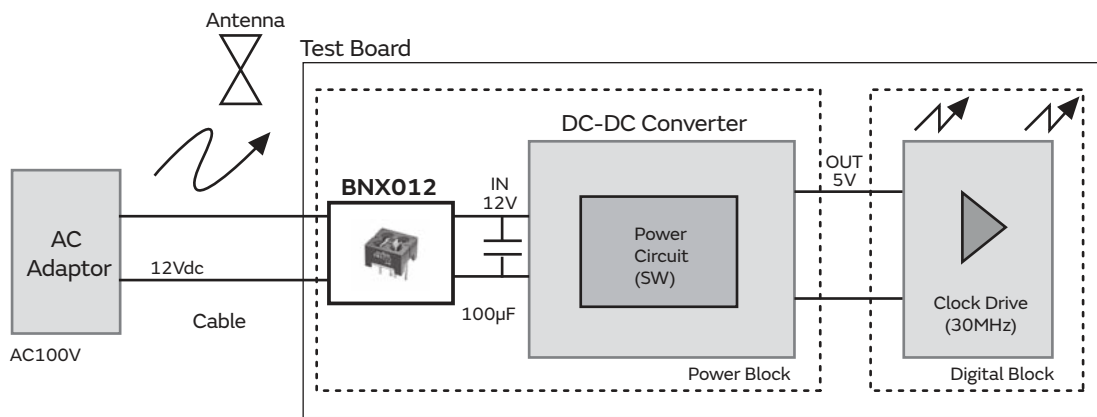 Antenna
Test Board
DC-DC Converter
BNX012
IN
12V
OUT
5V
AC
Adaptor
12Vdc
Power
Circuit
(SW)
100μF
Cable
Clock Drive
(30MHz)
AC100V
Power Block
Digital Block